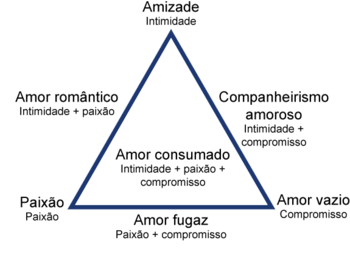 Amizade
Intimidade
Amor romântico
Intimidade + paixão
Companheirismo
amoroso
Intimidade +
compromisso
Amor consumado
Intimidade + paixão +
compromisso
Paixão
Paixão
Amor fugaz
Paixão + compromisso
Amor vazio
Compromisso